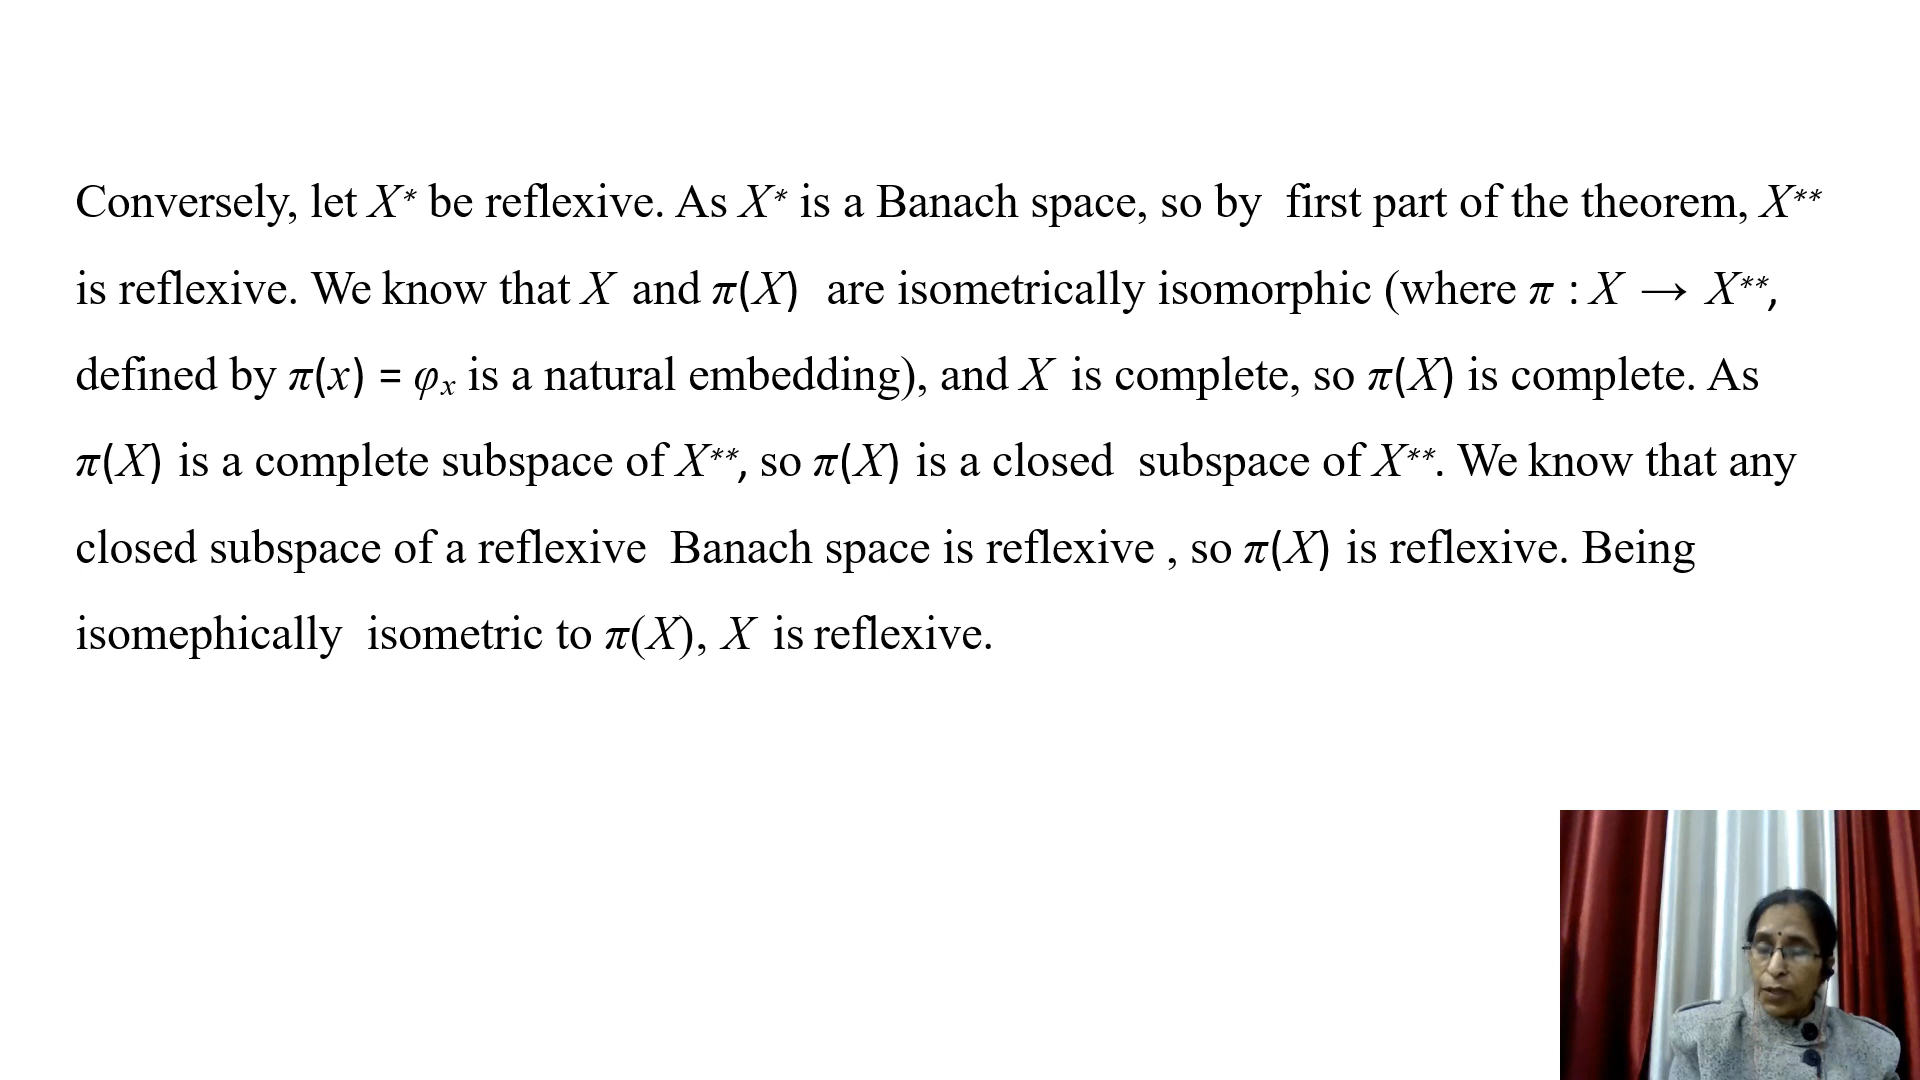 Conversely, let X* be reflexive. As X* is a Banach space, so by first part of the theorem, X**
is reflexive. We know that X and π(X) are isometrically isomorphic (where π : X → X**,
defined by π(x) = φₓ is a natural embedding), and X is complete, so π(X) is complete. As
π(X) is a complete subspace of X**, so π(X) is a closed subspace of X**. We know that any
closed subspace of a reflexive Banach space is reflexive , so π(X) is reflexive. Being
isomephically isometric to π(X), X is reflexive.